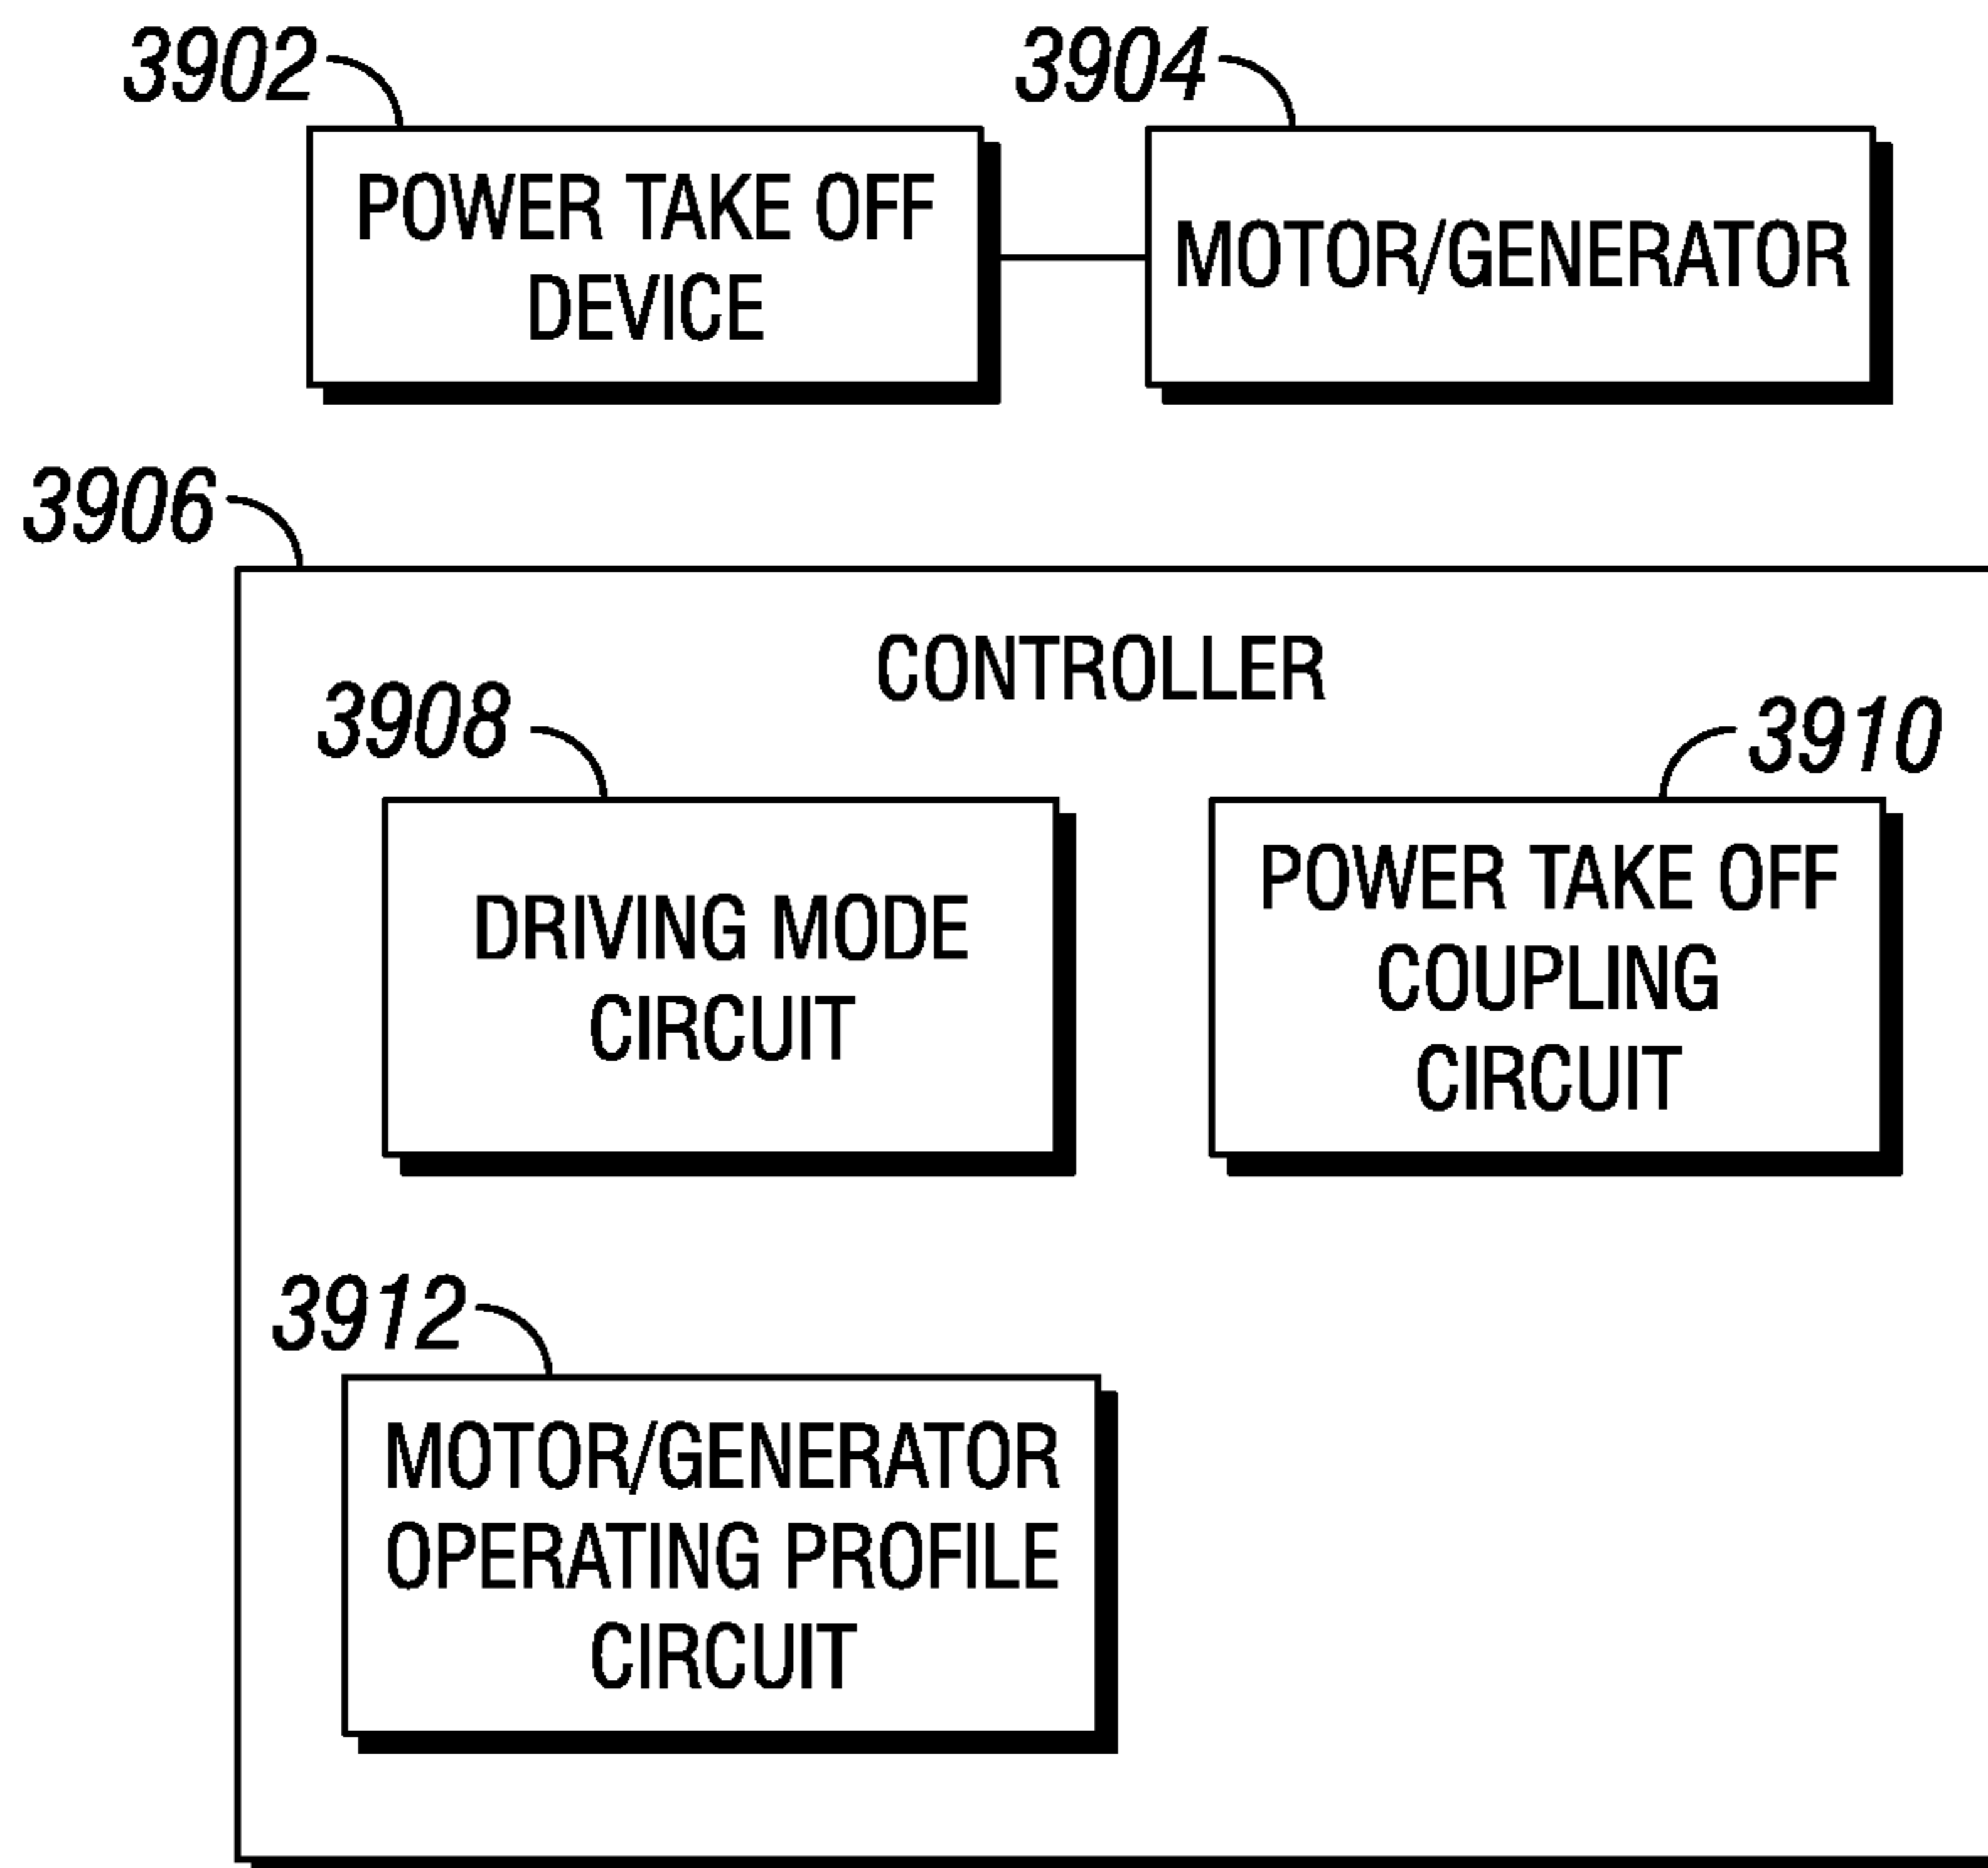 3902
3904
POWER TAKE OFF
DEVICE
MOTOR/GENERATOR
3906
CONTROLLER
3908
3910
DRIVING MODE
CIRCUIT
POWER TAKE OFF
COUPLING
CIRCUIT
3912
MOTOR/GENERATOR
OPERATING PROFILE
CIRCUIT